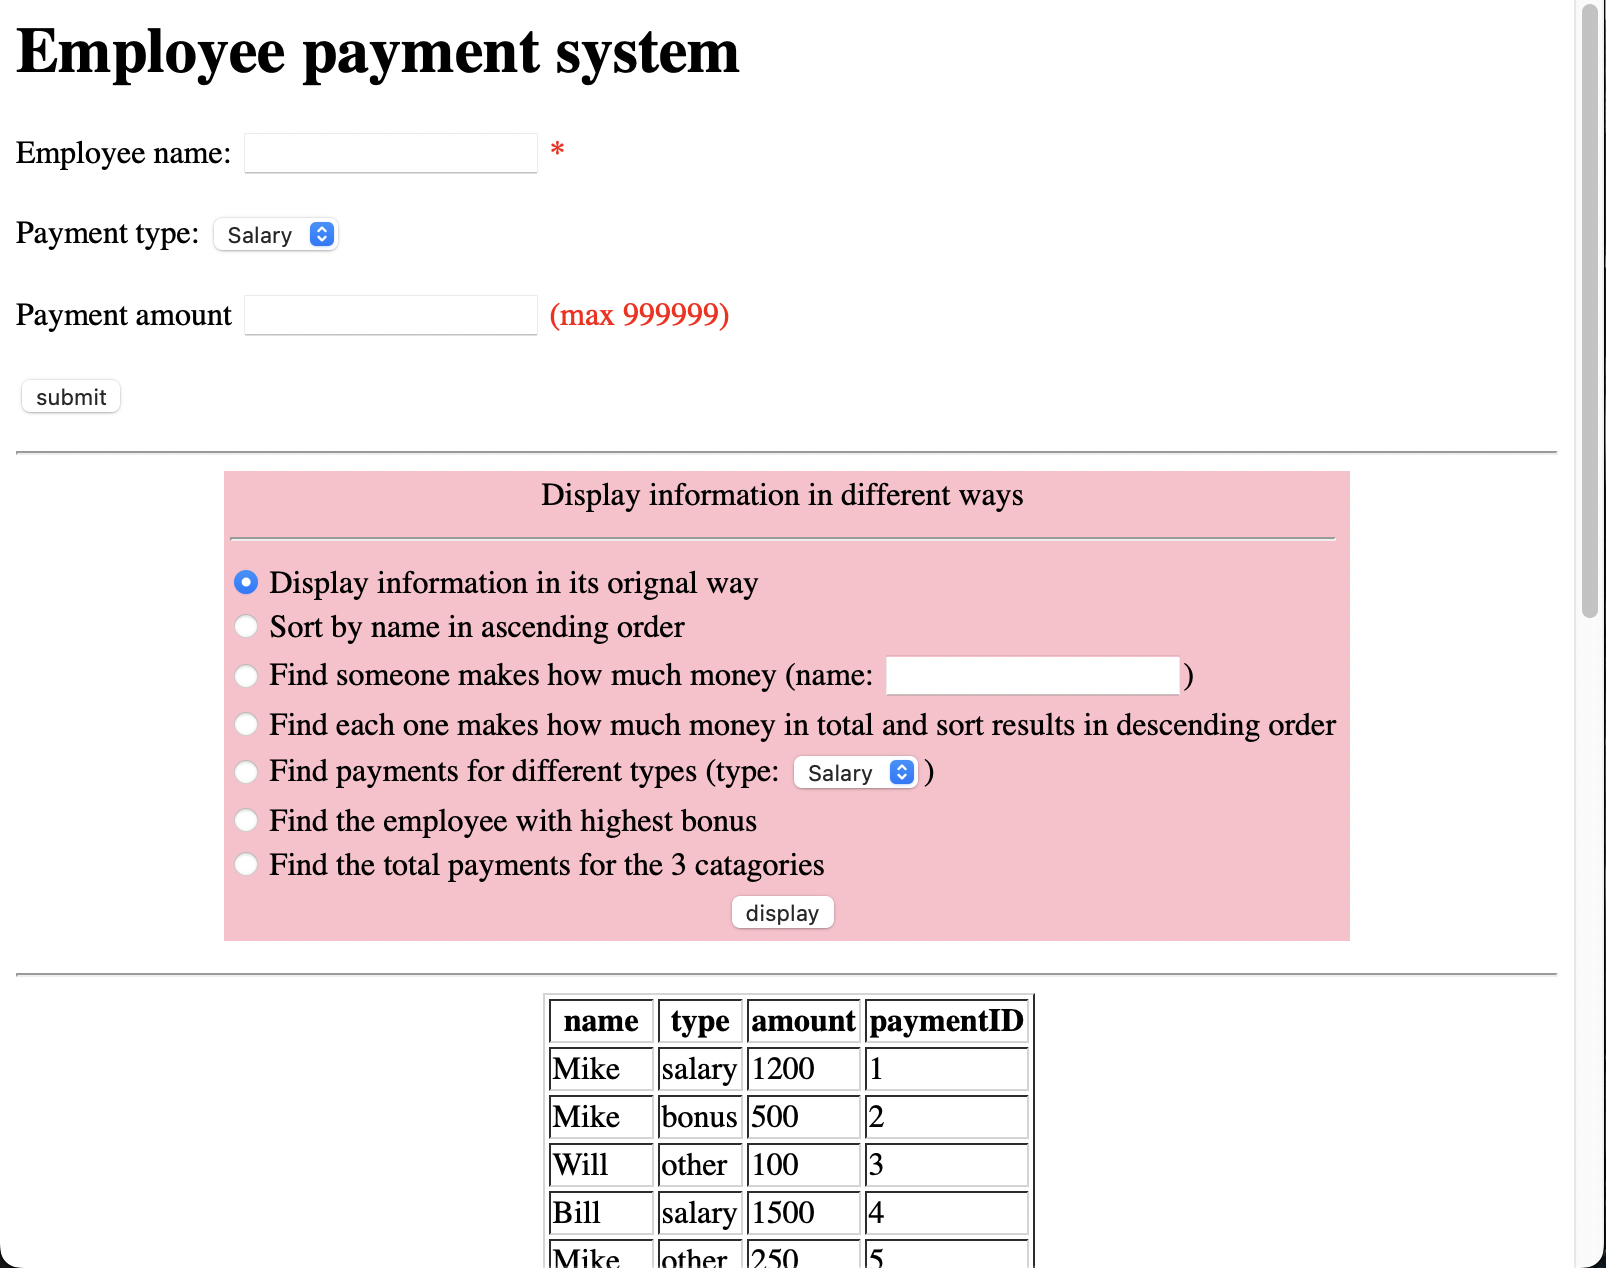 Employee payment system
Employee name: *
Payment type: Salary
Payment amount (max 999999)
submit
Display information in different ways
Display information in its orignal way
Sort by name in ascending order
Find someone makes how much money (name: )
Find each one makes how much money in total and sort results in descending order
Find payments for different types (type: Salary )
Find the employee with highest bonus
Find the total payments for the 3 catagories
display
name type amount paymentID
Mike salary 1200 1
Mike bonus 500 2
Will other 100 3
Bill salary 1500 4
Mike other 250 5